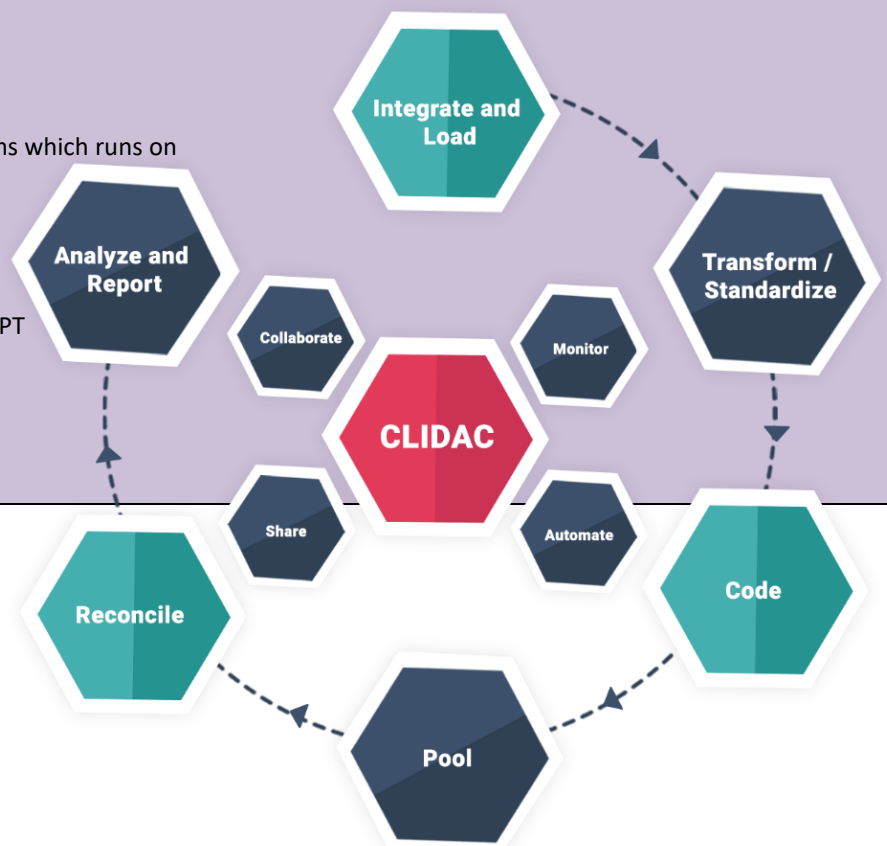 Integrate and
Load
which runs on
Analyze and
Report
Transform /
Standardize
PT
Collaborate
Monitor
CLIDAC
Share
Automate
Code
Reconcile
Pool